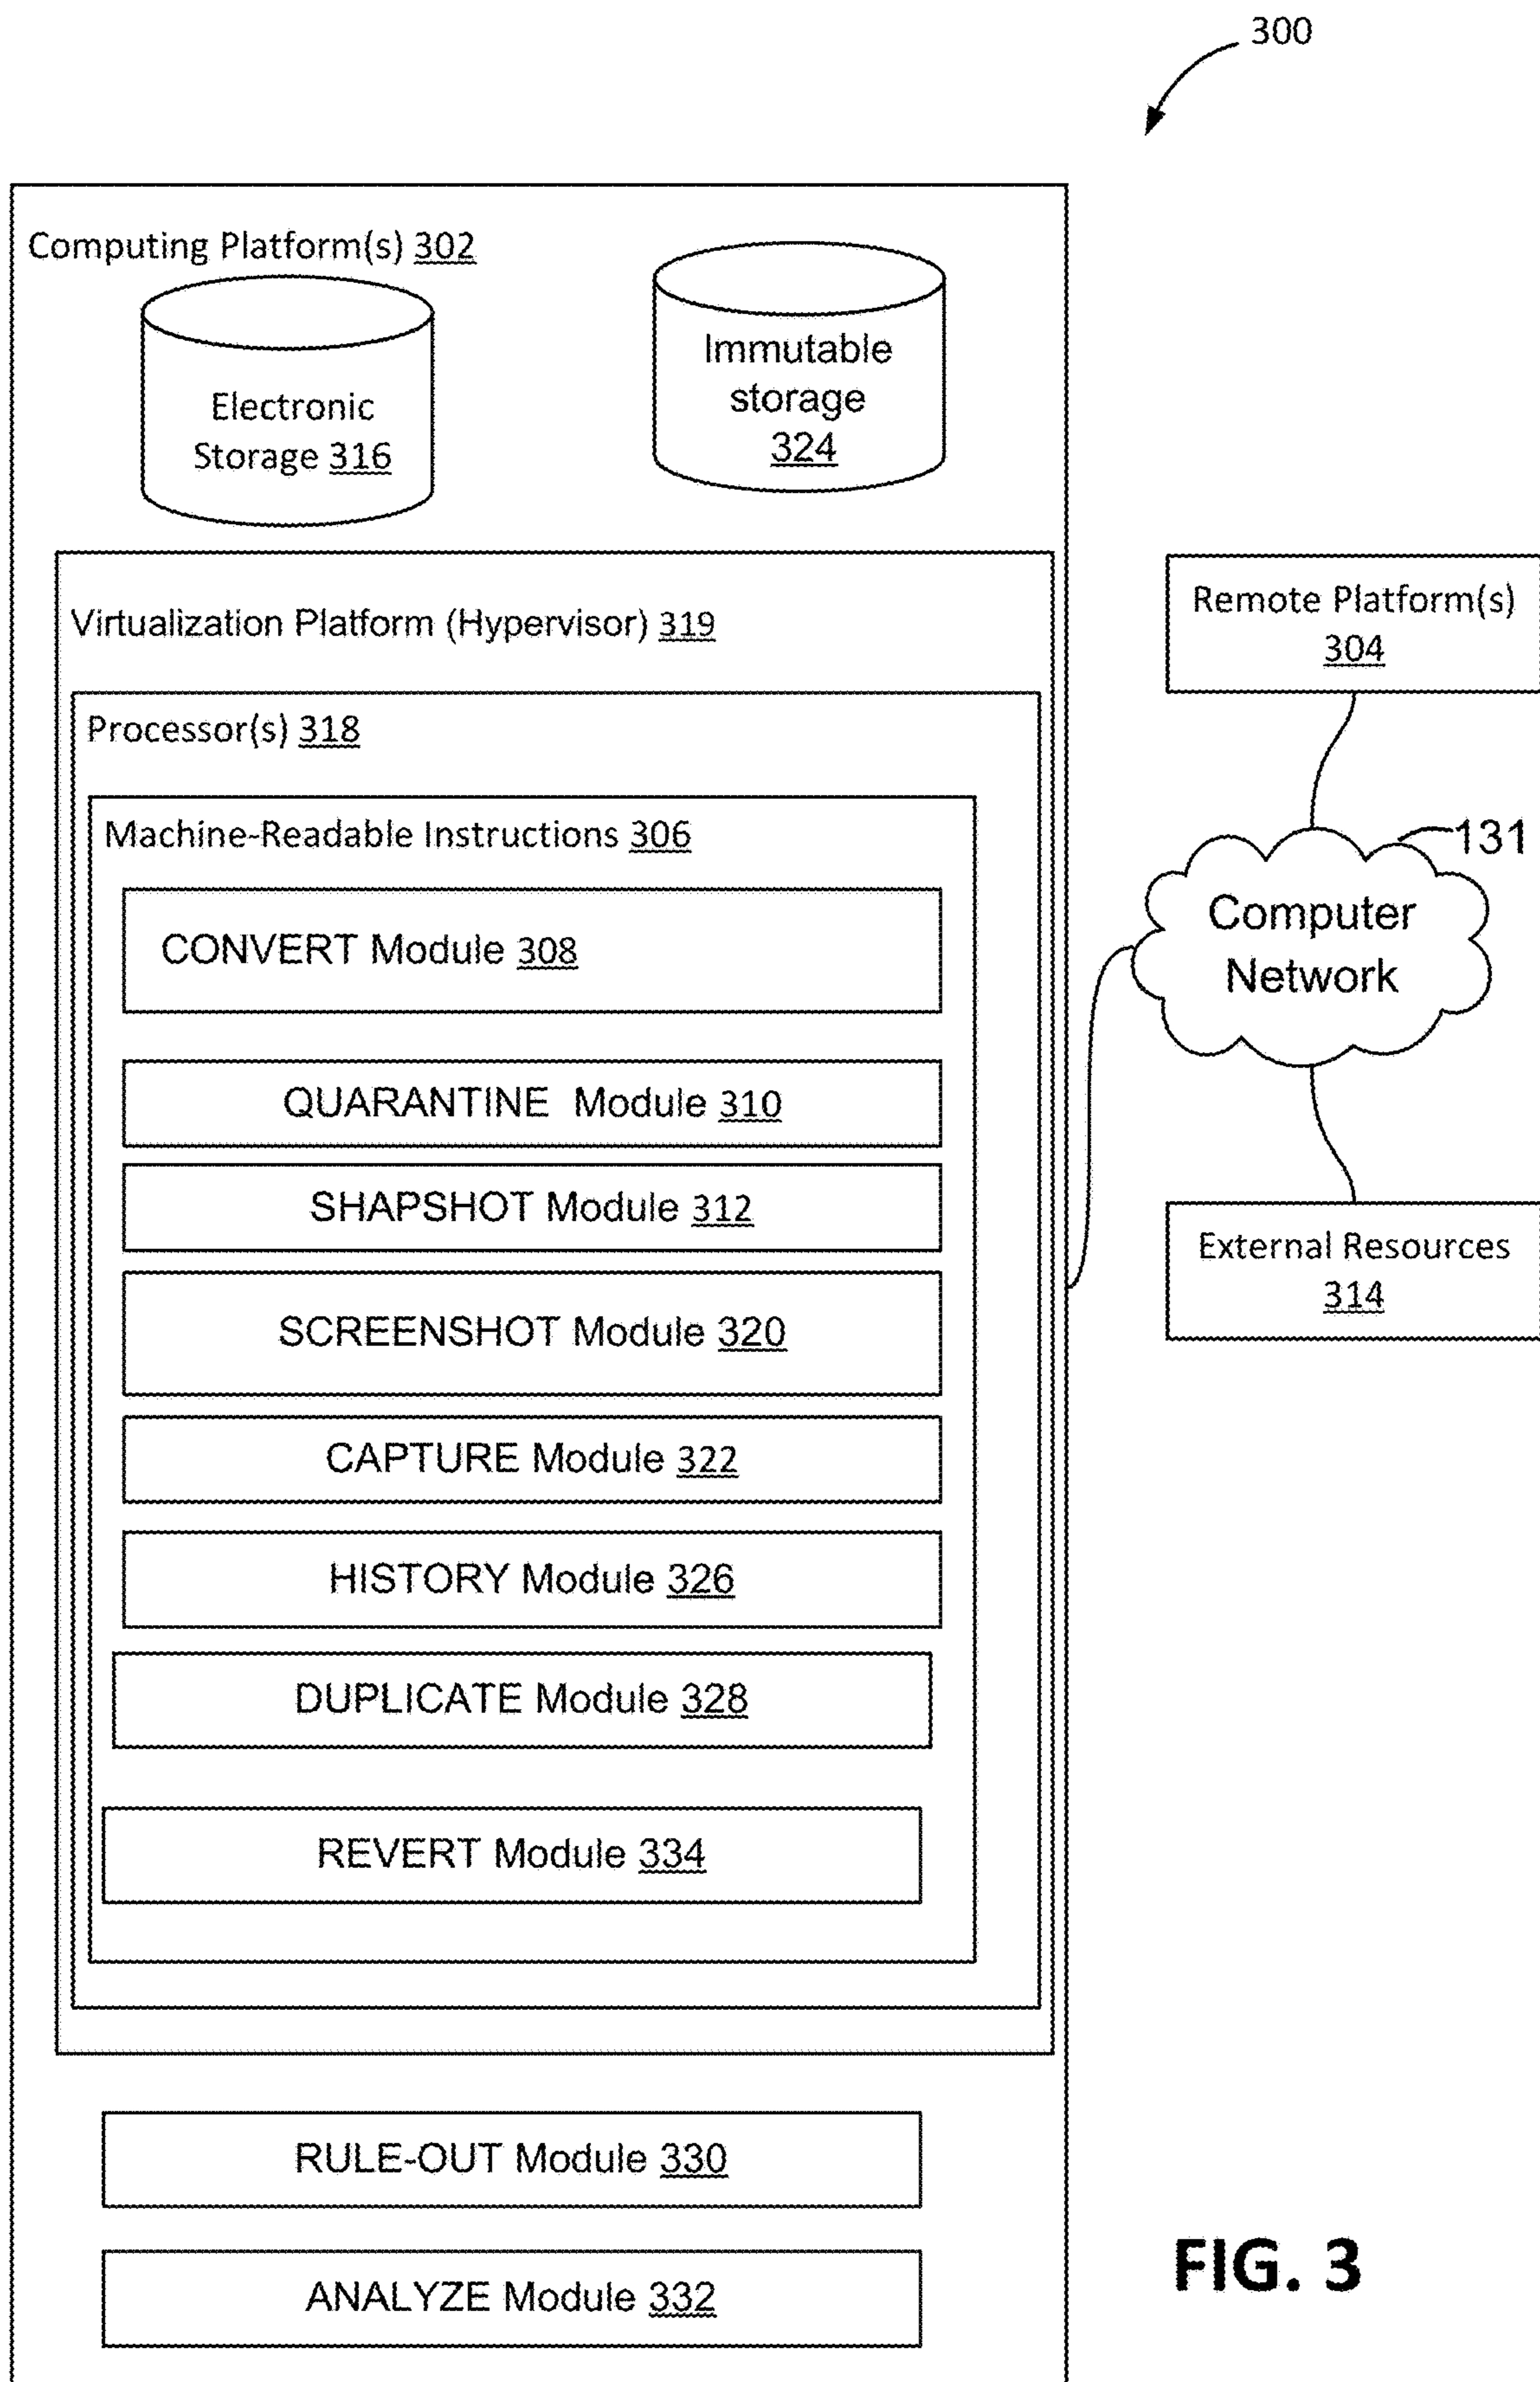 300
Computing Platform(s) 302
Electronic
Storage 316
Immutable
storage
324
Virtualization Platform (Hypervisor) 319
Processor(s) 318
Machine-Readable Instructions 306
CONVERT Module 308
QUARANTINE Module 310
SHAPSHOT Module 312
SCREENSHOT Module 320
CAPTURE Module 322
HISTORY Module 326
DUPLICATE Module 328
REVERT Module 334
RULE-OUT Module 330
ANALYZE Module 332
Remote Platform(s)
304
131
Computer
Network
External Resources
314
FIG. 3